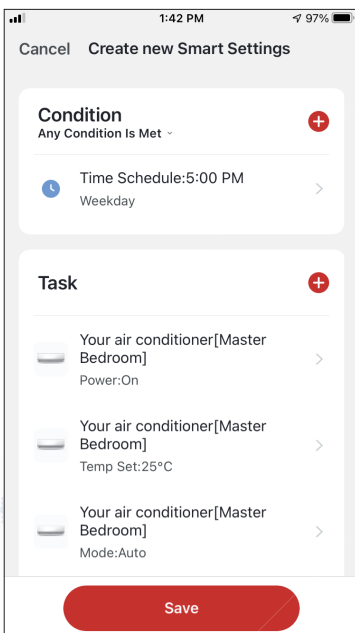 1:42 PM
97%
Cancel
Create new Smart Settings
Condition
Any Condition Is Met
Time Schedule:5:00 PM
Weekday
Task
Your air conditioner[Master
Bedroom]
Power:On
Your air conditioner[Master
Bedroom]
Temp Set:25°C
Your air conditioner[Master
Bedroom]
Mode:Auto
Save